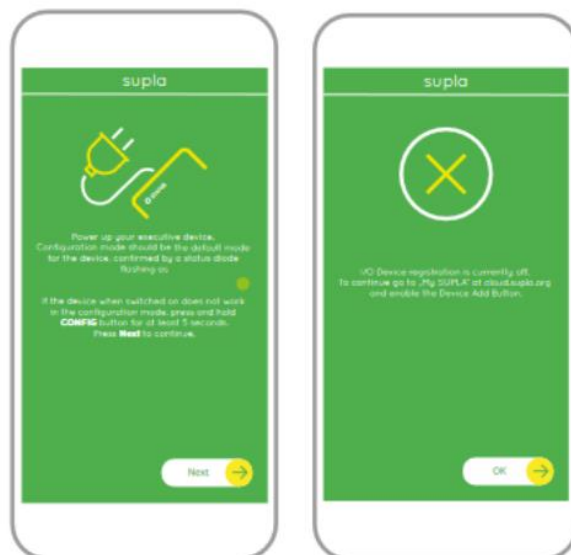 supla
Power up your executive device.
Configuration mode should be the default mode
for the device, confirmed by a status diode
flashing as
If the device when switched on does not work
in the configuration mode, press and hold
CONFIG button for at least 5 seconds.
Press Next to continue.
Next
supla
I/O Device registration is currently off.
To continue go to „My SUPLA" at cloud.supla.org
and enable the Device Add Button.
OK